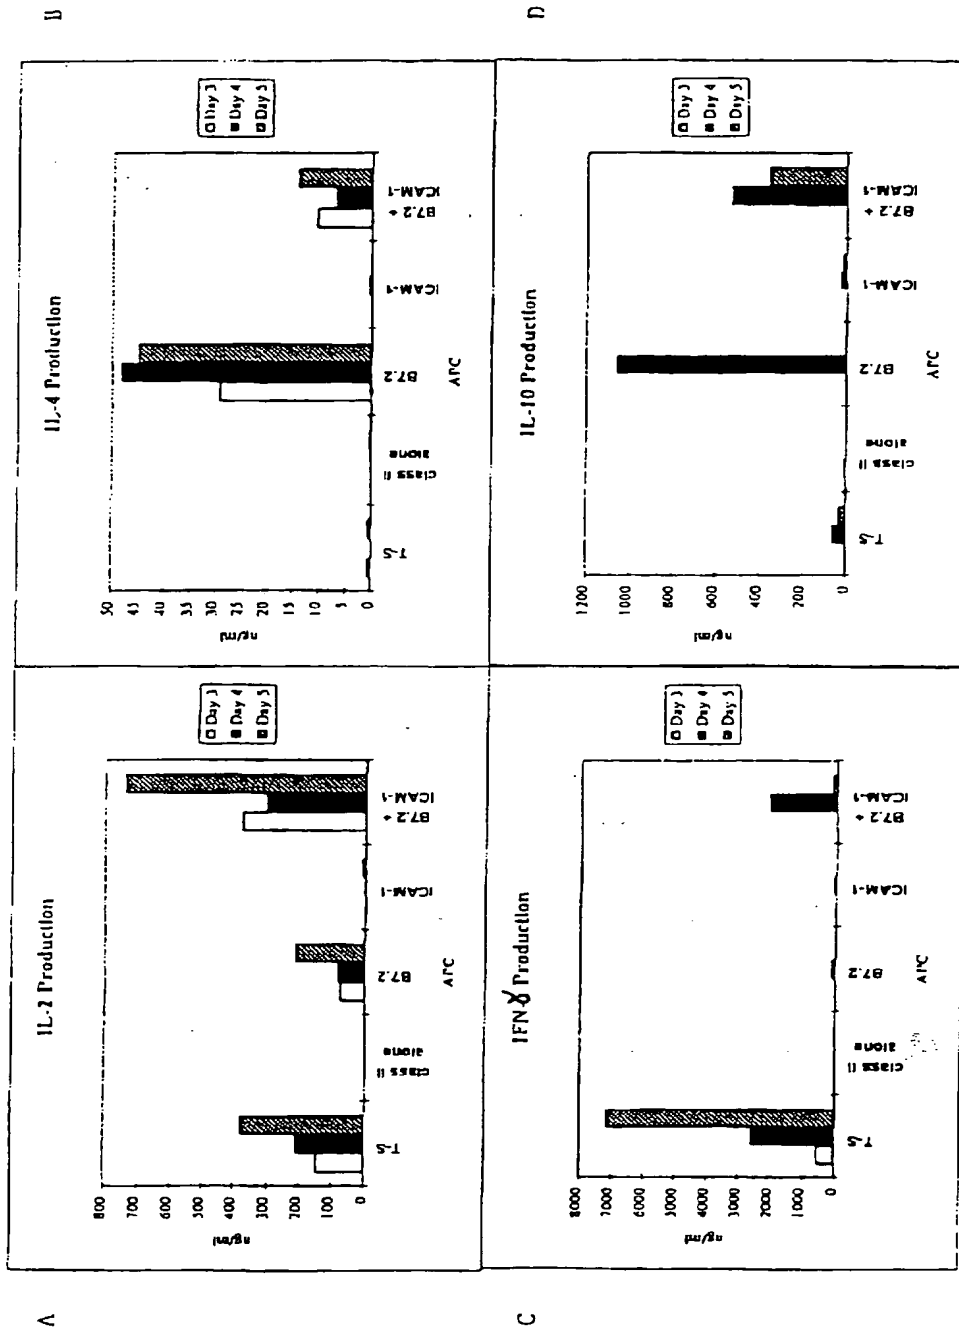 A
IL-2 Production
800
700
600
500
400
300
200
100
0
ng/ml
T-S
class II
alone
B7.2
ICAM-1
B7.2 +
ICAM-1
APC
Day 3
Day 4
Day 5
B
IL-4 Production
50
45
40
35
30
25
20
15
10
5
0
ng/ml
T-S
class II
alone
B7.2
ICAM-1
B7.2 +
ICAM-1
APC
Day 3
Day 4
Day 5
C
IFN-γ Production
8000
7000
6000
5000
4000
3000
2000
1000
0
ng/ml
T-S
class II
alone
B7.2
ICAM-1
B7.2 +
ICAM-1
APC
Day 3
Day 4
Day 5
D
IL-10 Production
1100
1000
800
600
400
200
0
ng/ml
T-S
class II
alone
B7.2
ICAM-1
B7.2 +
ICAM-1
APC
Day 3
Day 4
Day 5